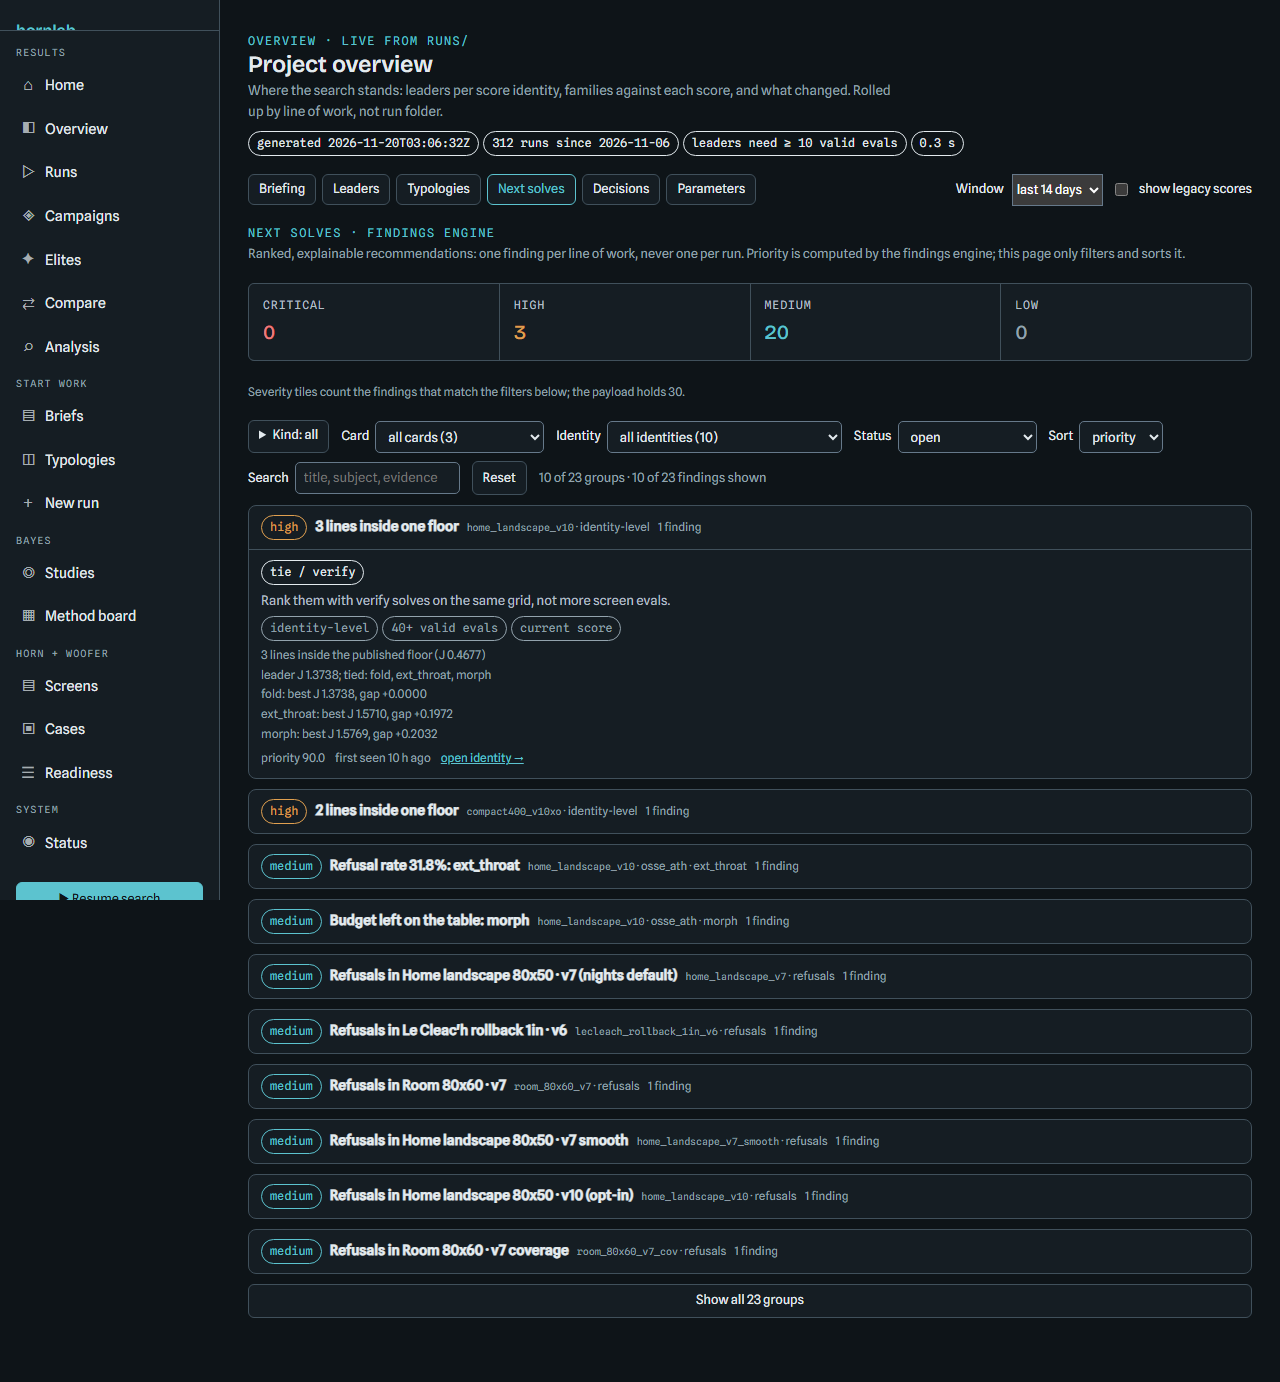 hornlab
RESULTS
Home
Overview
Runs
Campaigns
Elites
Compare
Analysis
START WORK
Briefs
Typologies
New run
BAYES
Studies
Method board
HORN + WOOFER
Screens
Cases
Readiness
SYSTEM
Status
▶ Resume search
OVERVIEW · LIVE FROM RUNS/
Project overview
Where the search stands: leaders per score identity, families against each score, and what changed. Rolled
up by line of work, not run folder.
generated 2026-11-20T03:06:32Z 312 runs since 2026-11-06 leaders need ≥ 10 valid evals 0.3 s
Briefing Leaders Typologies Next solves Decisions Parameters Window last 14 days show legacy scores
NEXT SOLVES · FINDINGS ENGINE
Ranked, explainable recommendations: one finding per line of work, never one per run. Priority is computed by the findings engine; this page only filters and sorts it.
CRITICAL HIGH MEDIUM LOW
0 3 20 0
Severity tiles count the findings that match the filters below; the payload holds 30.
▶ Kind: all Card all cards (3) Identity all identities (10) Status open Sort priority
Search title, subject, evidence Reset 10 of 23 groups · 10 of 23 findings shown
high 3 lines inside one floor home_landscape_v10 · identity-level 1 finding
tie / verify
Rank them with verify solves on the same grid, not more screen evals.
identity-level 40+ valid evals current score
3 lines inside the published floor (J 0.4677)
leader J 1.3738; tied: fold, ext_throat, morph
fold: best J 1.3738, gap +0.0000
ext_throat: best J 1.5710, gap +0.1972
morph: best J 1.5769, gap +0.2032
priority 90.0 first seen 10 h ago open identity →
high 2 lines inside one floor compact400_v10xo · identity-level 1 finding
medium Refusal rate 31.8%: ext_throat home_landscape_v10 · osse_ath · ext_throat 1 finding
medium Budget left on the table: morph home_landscape_v10 · osse_ath · morph 1 finding
medium Refusals in Home landscape 80x50 · v7 (nights default) home_landscape_v7 · refusals 1 finding
medium Refusals in Le Cleac'h rollback 1in · v6 lecleach_rollback_1in_v6 · refusals 1 finding
medium Refusals in Room 80x60 · v7 room_80x60_v7 · refusals 1 finding
medium Refusals in Home landscape 80x50 · v7 smooth home_landscape_v7_smooth · refusals 1 finding
medium Refusals in Home landscape 80x50 · v10 (opt-in) home_landscape_v10 · refusals 1 finding
medium Refusals in Room 80x60 · v7 coverage room_80x60_v7_cov · refusals 1 finding
Show all 23 groups